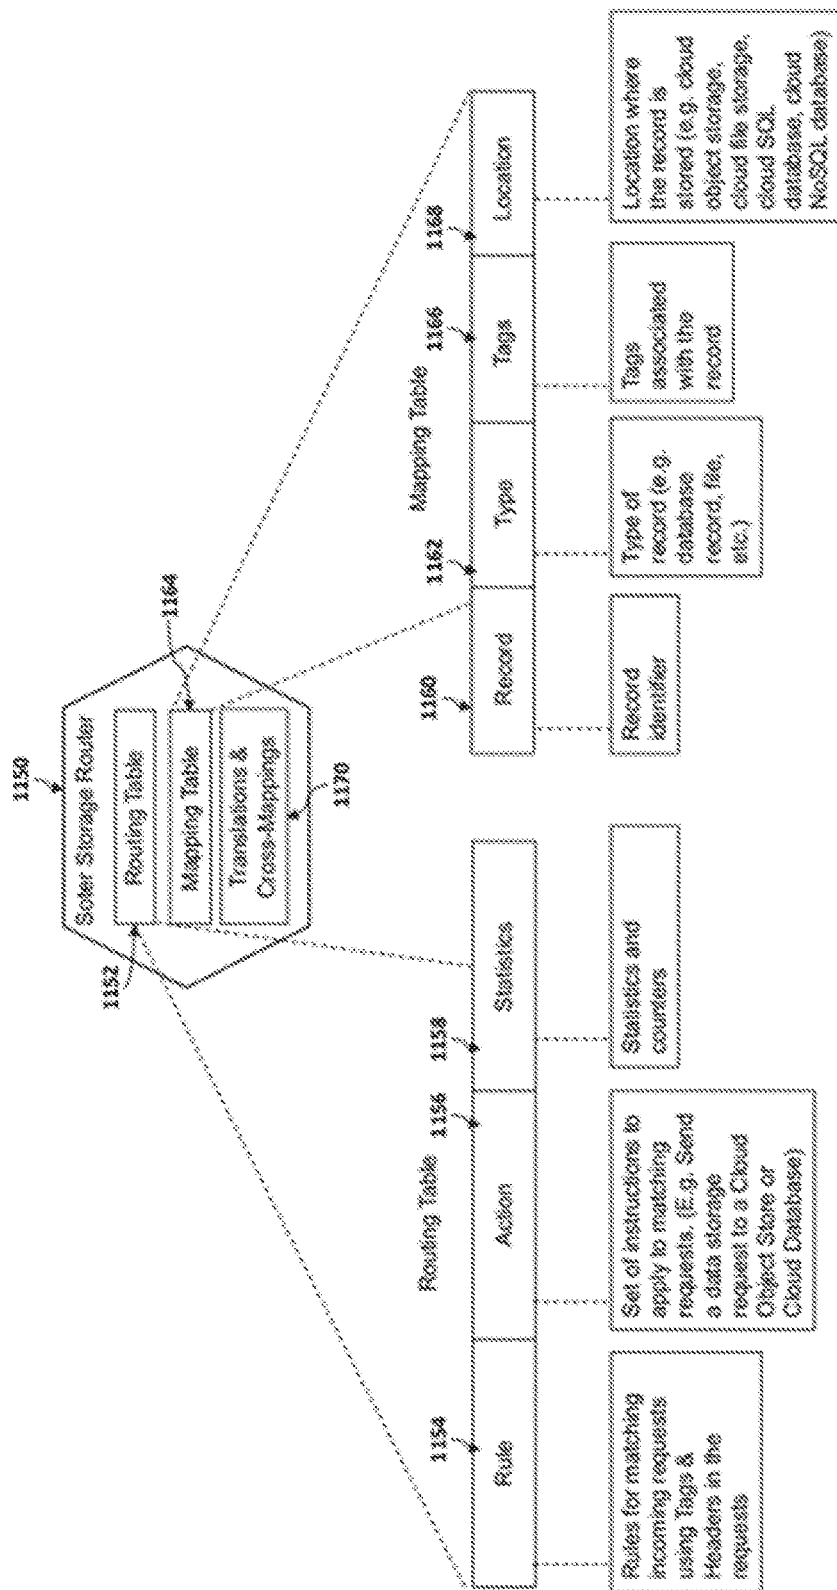 1150
Soter Storage Router
1152
Routing Table
1164
Mapping Table
Translations &
Cross-Mappings
1170
Routing Table
1154
1156
1158
Rule
Action
Statistics
Rules for matching
incoming requests
using Tags &
Headers in the
requests
Set of instructions to
apply to matching
requests. (E.g. Send
a data storage
request to a Cloud
Object Store or
Cloud Database)
Statistics and
counters
Mapping Table
1160
1162
1166
1168
Record
Type
Tags
Location
Record
identifier
Type of
record (e.g.
database
record, file,
etc.)
Tags
associated
with the
record
Location where
the record is
stored (e.g. cloud
object storage,
cloud file storage,
cloud SQL
database, cloud
NoSQL database)